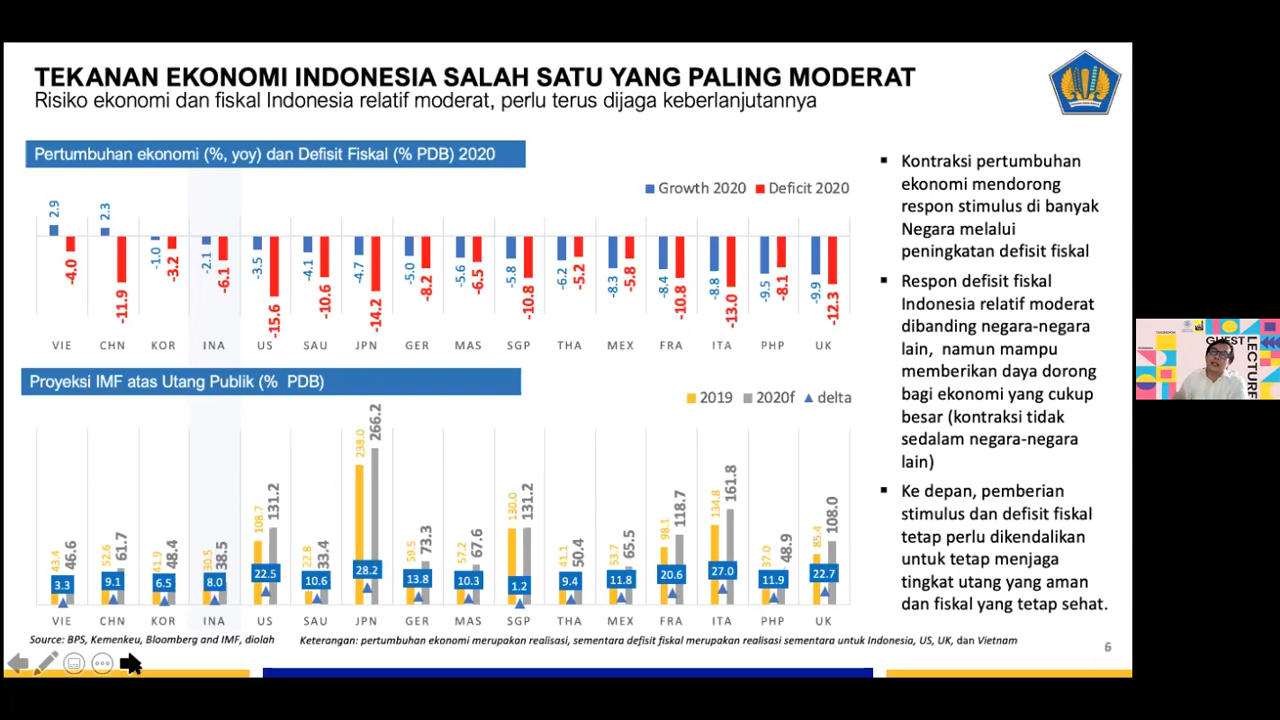 TEKANAN EKONOMI INDONESIA SALAH SATU YANG PALING MODERAT
Risiko ekonomi dan fiskal Indonesia relatif moderat, perlu terus dijaga keberlanjutannya
Pertumbuhan ekonomi (%, yoy) dan Defisit Fiskal (% PDB) 2020
Growth 2020 Deficit 2020
2.9 2.3 -1.0 -2.1 -3.5 -4.1 -4.7 -5.0 -5.6 -5.8 -6.2 -8.3 -8.4 -8.8 -9.5 -9.9
-4.0 -11.9 -3.2 -6.1 -15.6 -10.6 -14.2 -8.2 -6.5 -10.8 -5.2 -5.8 -10.8 -13.0 -8.1 -12.3
VIE CHN KOR INA US SAU JPN GER MAS SGP THA MEX FRA ITA PHP UK
Proyeksi IMF atas Utang Publik (% PDB)
2019 2020f delta
43.4 52.6 41.9 30.5 108.7 22.8 238.0 59.5 57.2 130.0 41.1 53.7 98.1 134.8 37.0 85.4
46.6 61.7 48.4 38.5 131.2 33.4 266.2 73.3 67.6 131.2 50.4 65.5 118.7 161.8 48.9 108.0
3.3 9.1 6.5 8.0 22.5 10.6 28.2 13.8 10.3 1.2 9.4 11.8 20.6 27.0 11.9 22.7
VIE CHN KOR INA US SAU JPN GER MAS SGP THA MEX FRA ITA PHP UK
Source: BPS, Kemenkeu, Bloomberg and IMF, diolah
Keterangan: pertumbuhan ekonomi merupakan realisasi, sementara defisit fiskal merupakan realisasi sementara untuk Indonesia, US, UK, dan Vietnam
▪ Kontraksi pertumbuhan
ekonomi mendorong
respon stimulus di banyak
Negara melalui
peningkatan defisit fiskal
▪ Respon defisit fiskal
Indonesia relatif moderat
dibanding negara-negara
lain, namun mampu
memberikan daya dorong
bagi ekonomi yang cukup
besar (kontraksi tidak
sedalam negara-negara
lain)
▪ Ke depan, pemberian
stimulus dan defisit fiskal
tetap perlu dikendalikan
untuk tetap menjaga
tingkat utang yang aman
dan fiskal yang tetap sehat.
6
GUEST
LECTURE